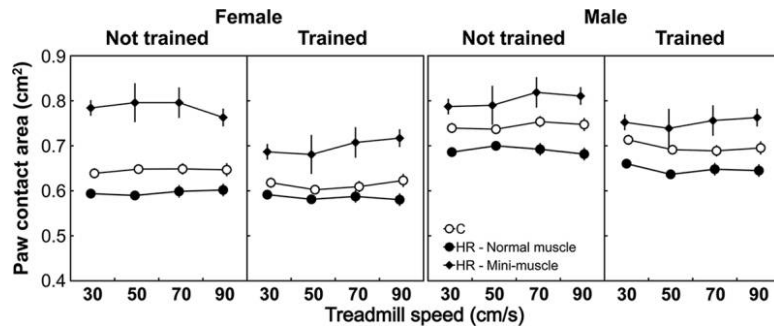 Female Male
Not trained Trained Not trained Trained
Paw contact area (cm²)
0.9
0.8
0.7
0.6
0.5
0.4
C
HR - Normal muscle
HR - Mini-muscle
30 50 70 90 30 50 70 90 30 50 70 90 30 50 70 90
Treadmill speed (cm/s)